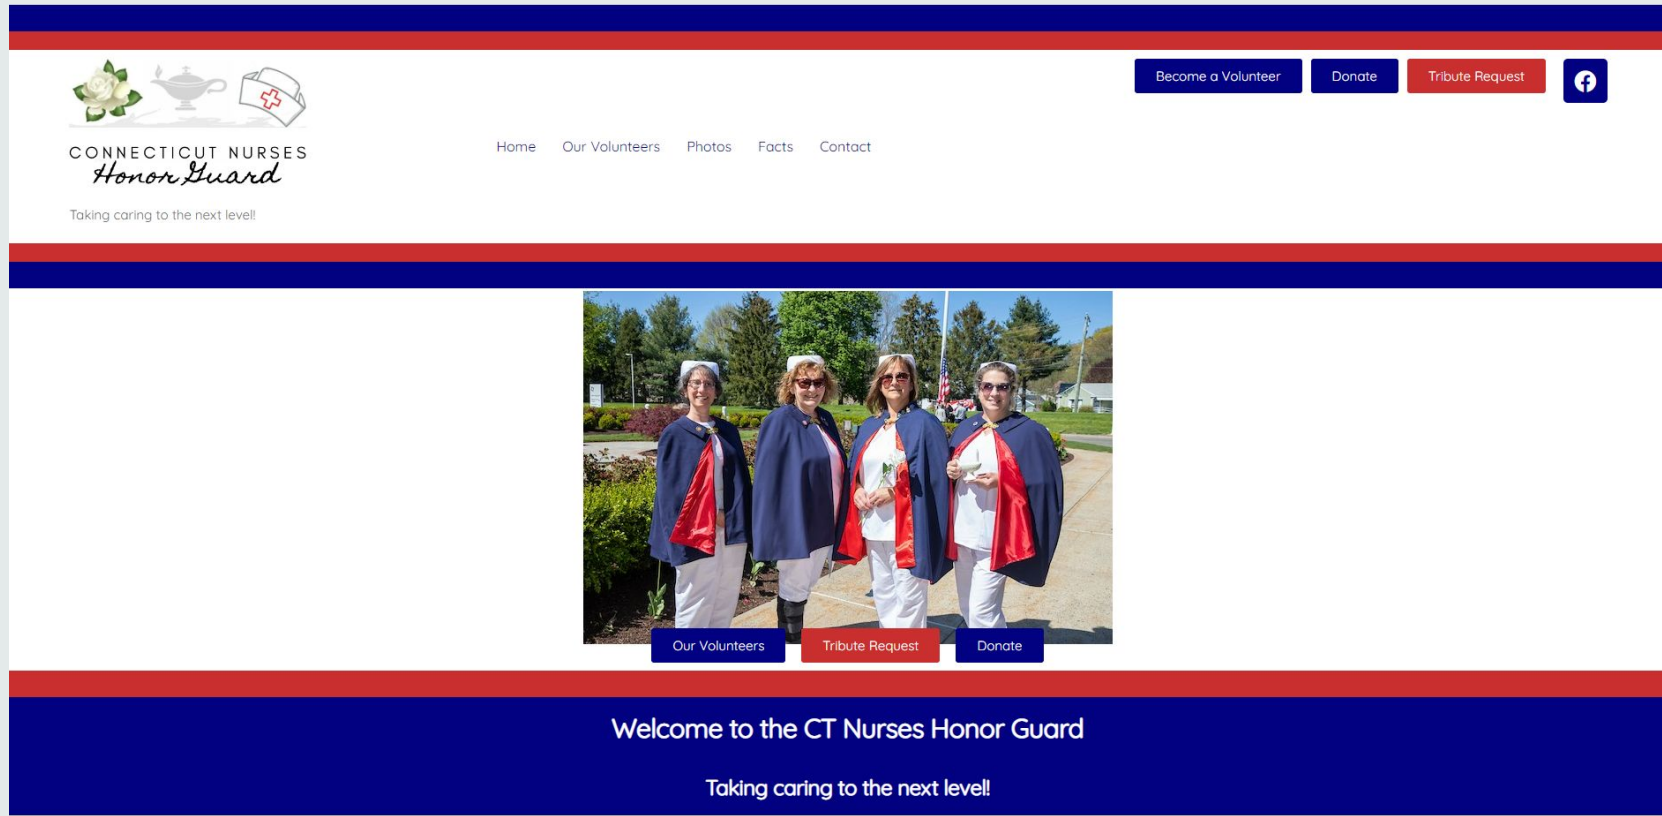 CONNECTICUT NURSES
Honor Guard
Taking caring to the next level!
Home Our Volunteers Photos Facts Contact
Become a Volunteer Donate Tribute Request
Our Volunteers Tribute Request Donate
Welcome to the CT Nurses Honor Guard
Taking caring to the next level!